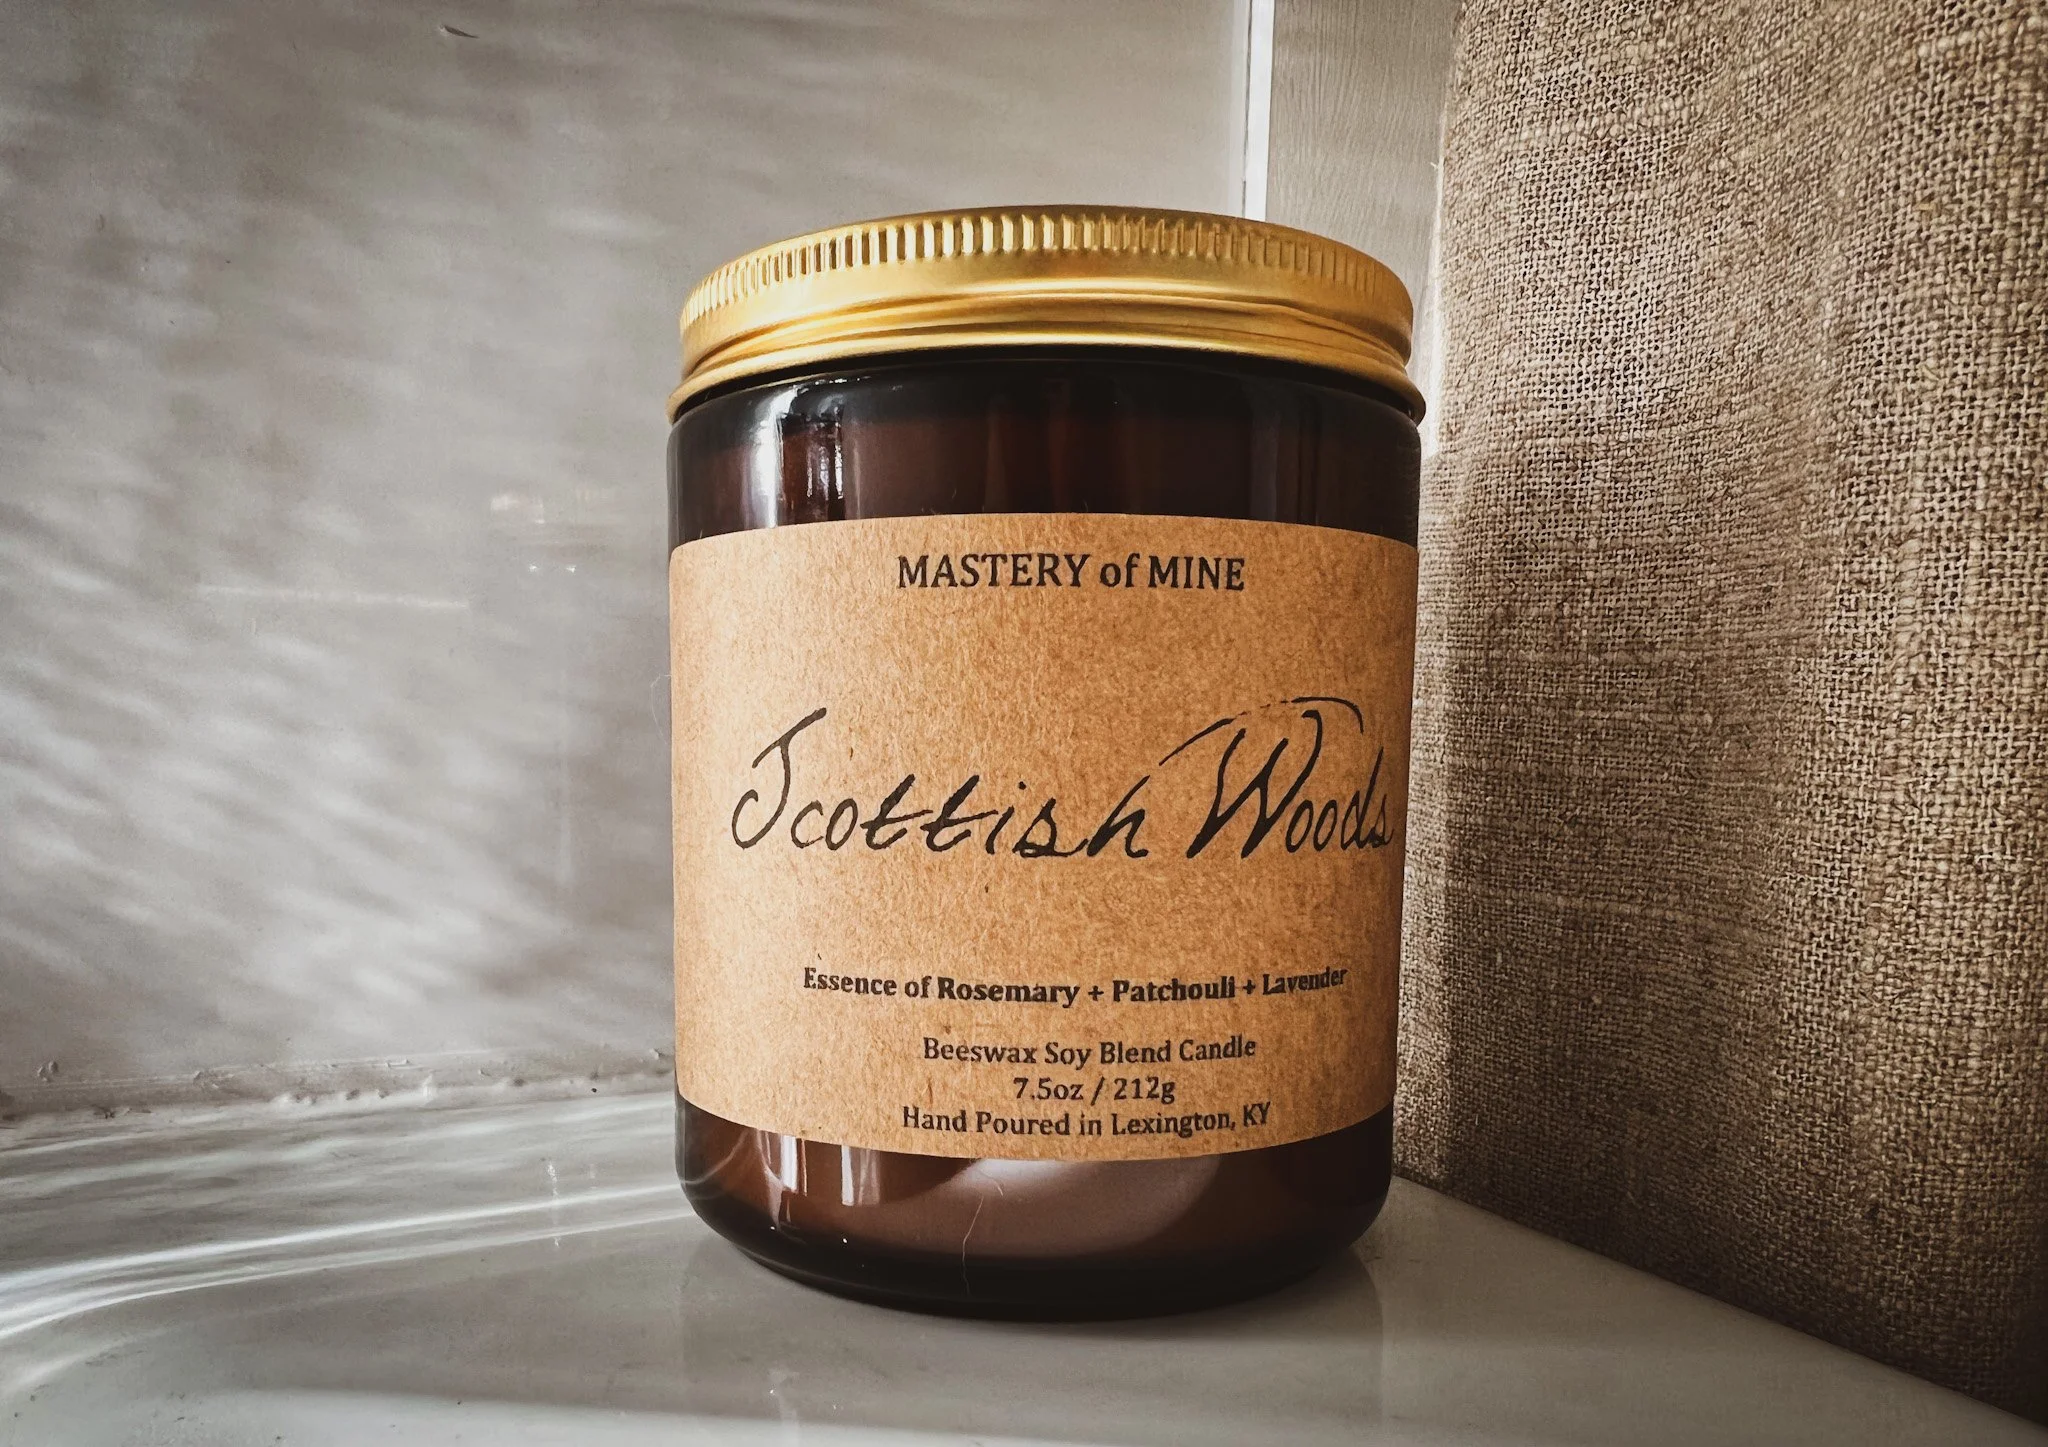 MASTERY of MINE
Scottish Woods
Essence of Rosemary + Patchouli + Lavender
Beeswax Soy Blend Candle
7.5oz / 212g
Hand Poured in Lexington, KY